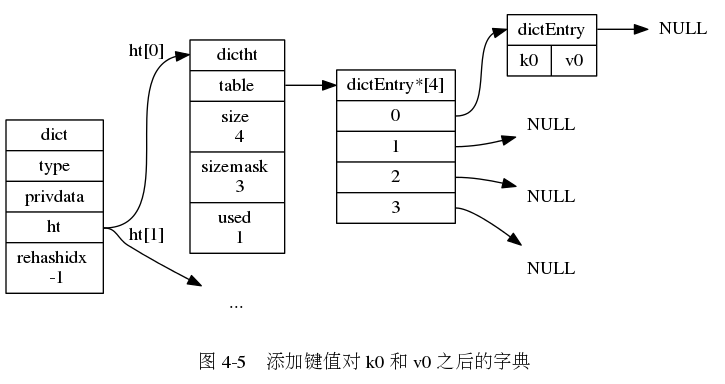 dict
type
privdata
ht
rehashidx
-1
ht[0]
ht[1]
dictht
table
size
4
sizemask
3
used
1
...
dictEntry*[4]
0
1
2
3
dictEntry
k0 v0
NULL
NULL
NULL
NULL
图 4-5 添加键值对 k0 和 v0 之后的字典